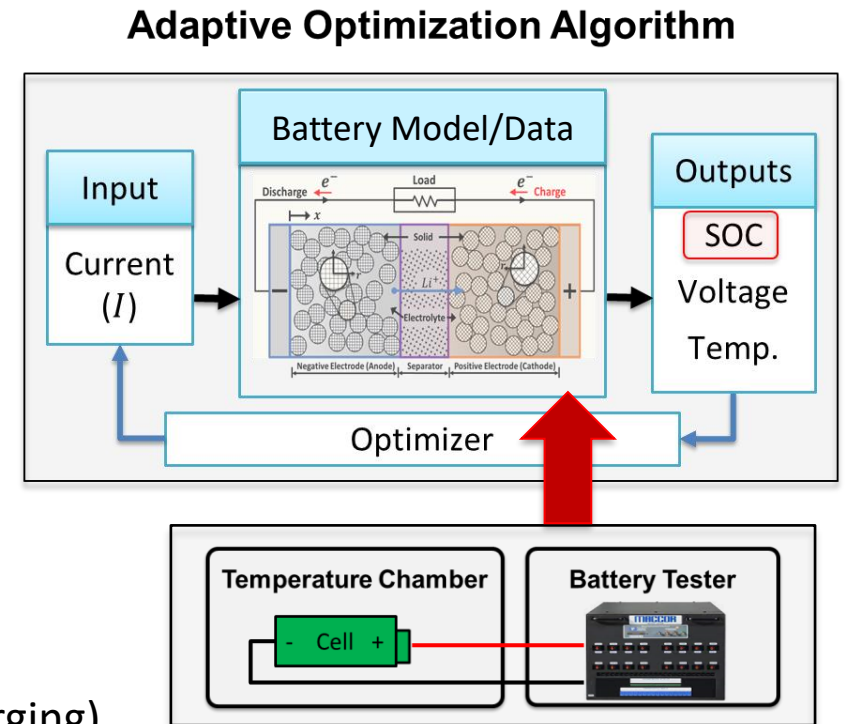 Adaptive Optimization Algorithm
Battery Model/Data
Input
Current
(I)
Discharge
e⁻
Load
e⁻
Charge
x
Solid
r
r
Li⁺
−
+
Electrolyte
Negative Electrode (Anode)
Separator
Positive Electrode (Cathode)
Outputs
SOC
Voltage
Temp.
Optimizer
Temperature Chamber
- Cell +
Battery Tester
MACCOR
rging)